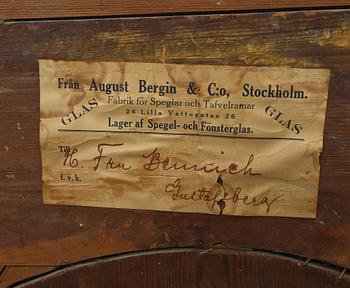 Från August Bergin & C:o, Stockholm.
GLAS Fabrik för Speglar och Tafvelramar GLAS
26 Lilla Vattugatan 26
Lager af Spegel- och Fönsterglas.
Till
H. Fru Bennich
f. v. b.
Gustafsberg